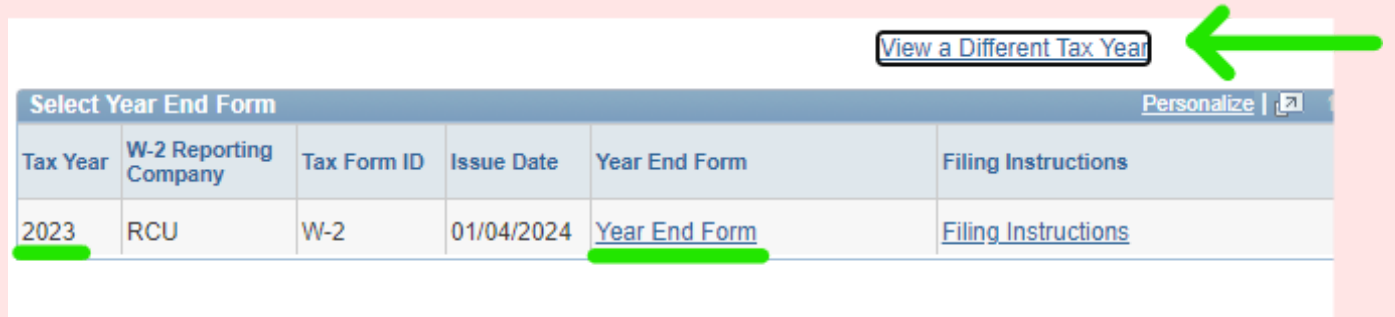 View a Different Tax Year
Select Year End Form Personalize |
Tax Year W-2 Reporting Company Tax Form ID Issue Date Year End Form Filing Instructions
2023 RCU W-2 01/04/2024 Year End Form Filing Instructions